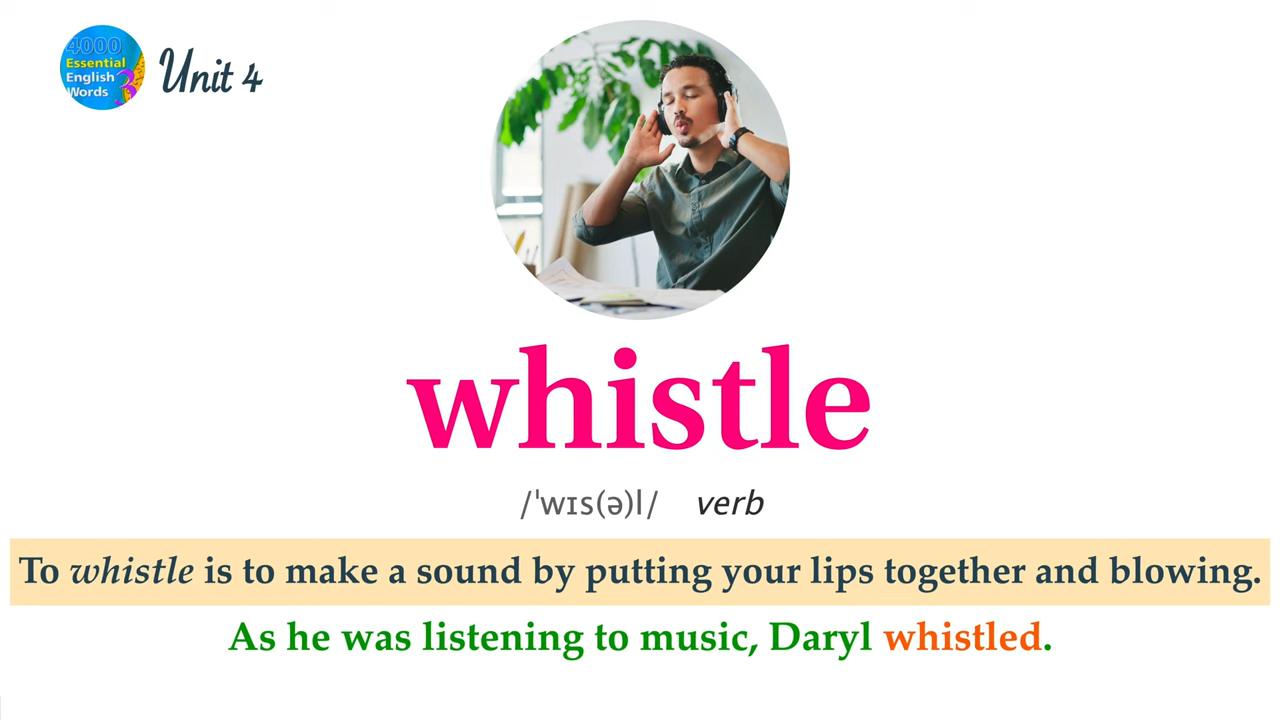 4000
Essential
English
Words 3
Unit 4
whistle
/ˈwɪs(ə)l/ verb
To whistle is to make a sound by putting your lips together and blowing.
As he was listening to music, Daryl whistled.